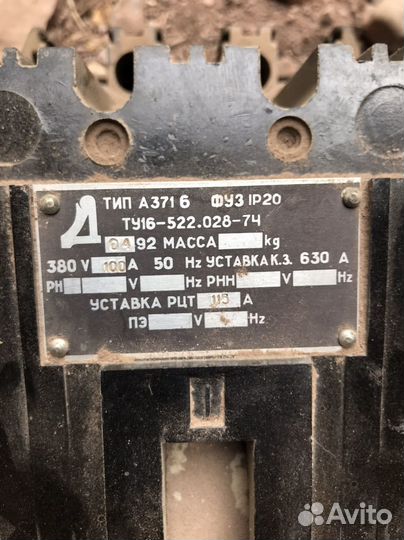 ТИП А3716 ФУЗ IP20
ТУ16-522.028-74
Д 04 92 МАССА kg
380 V 100 A 50 Hz УСТАВКА К.З. 630 А
РН V Hz РНН V Hz
УСТАВКА РЦТ 115 А
ПЭ V Hz
Avito